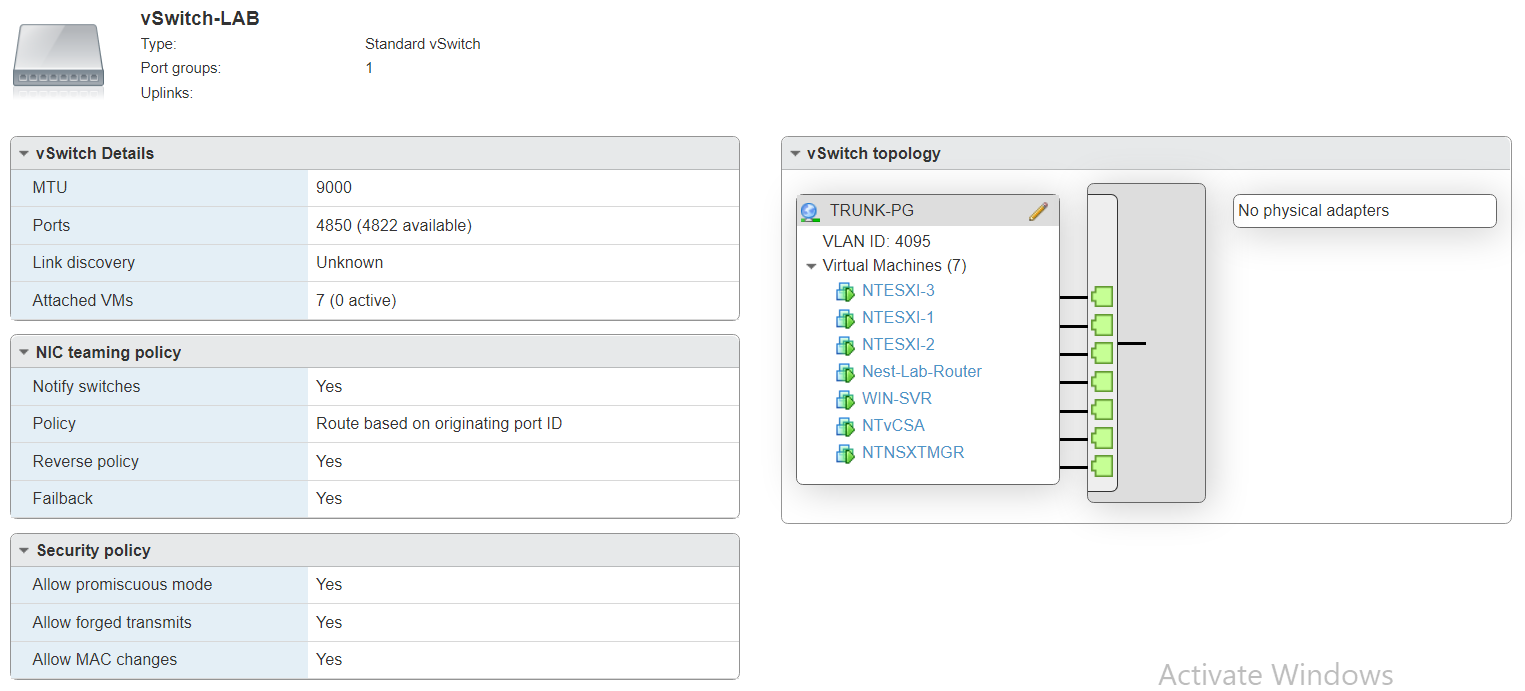 vSwitch-LAB
Type: Standard vSwitch
Port groups: 1
Uplinks:
vSwitch Details
MTU 9000
Ports 4850 (4822 available)
Link discovery Unknown
Attached VMs 7 (0 active)
NIC teaming policy
Notify switches Yes
Policy Route based on originating port ID
Reverse policy Yes
Failback Yes
Security policy
Allow promiscuous mode Yes
Allow forged transmits Yes
Allow MAC changes Yes
vSwitch topology
TRUNK-PG
VLAN ID: 4095
Virtual Machines (7)
NTESXI-3
NTESXI-1
NTESXI-2
Nest-Lab-Router
WIN-SVR
NTvCSA
NTNSXTMGR
No physical adapters
Activate Windows